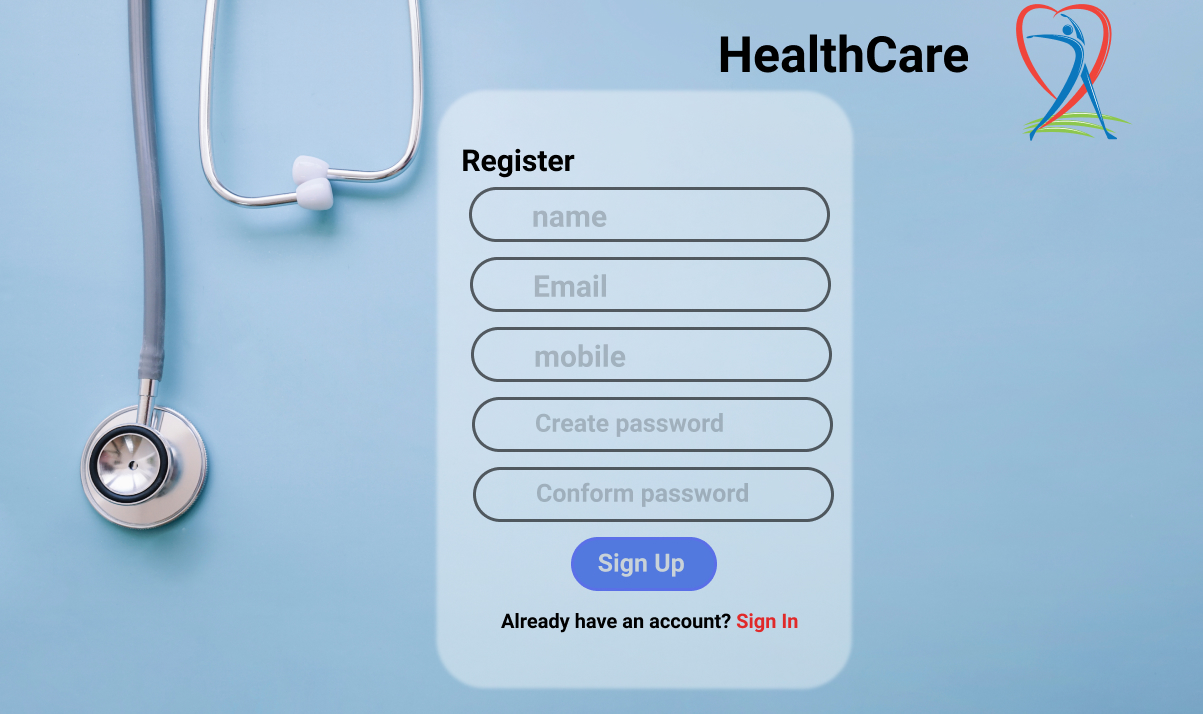 HealthCare
Register
name
Email
mobile
Create password
Conform password
Sign Up
Already have an account? Sign In